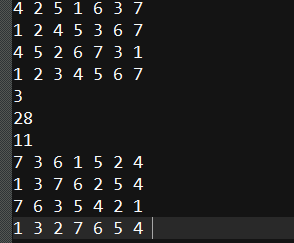 4 2 5 1 6 3 7
1 2 4 5 3 6 7
4 5 2 6 7 3 1
1 2 3 4 5 6 7
3
28
11
7 3 6 1 5 2 4
1 3 7 6 2 5 4
7 6 3 5 4 2 1
1 3 2 7 6 5 4